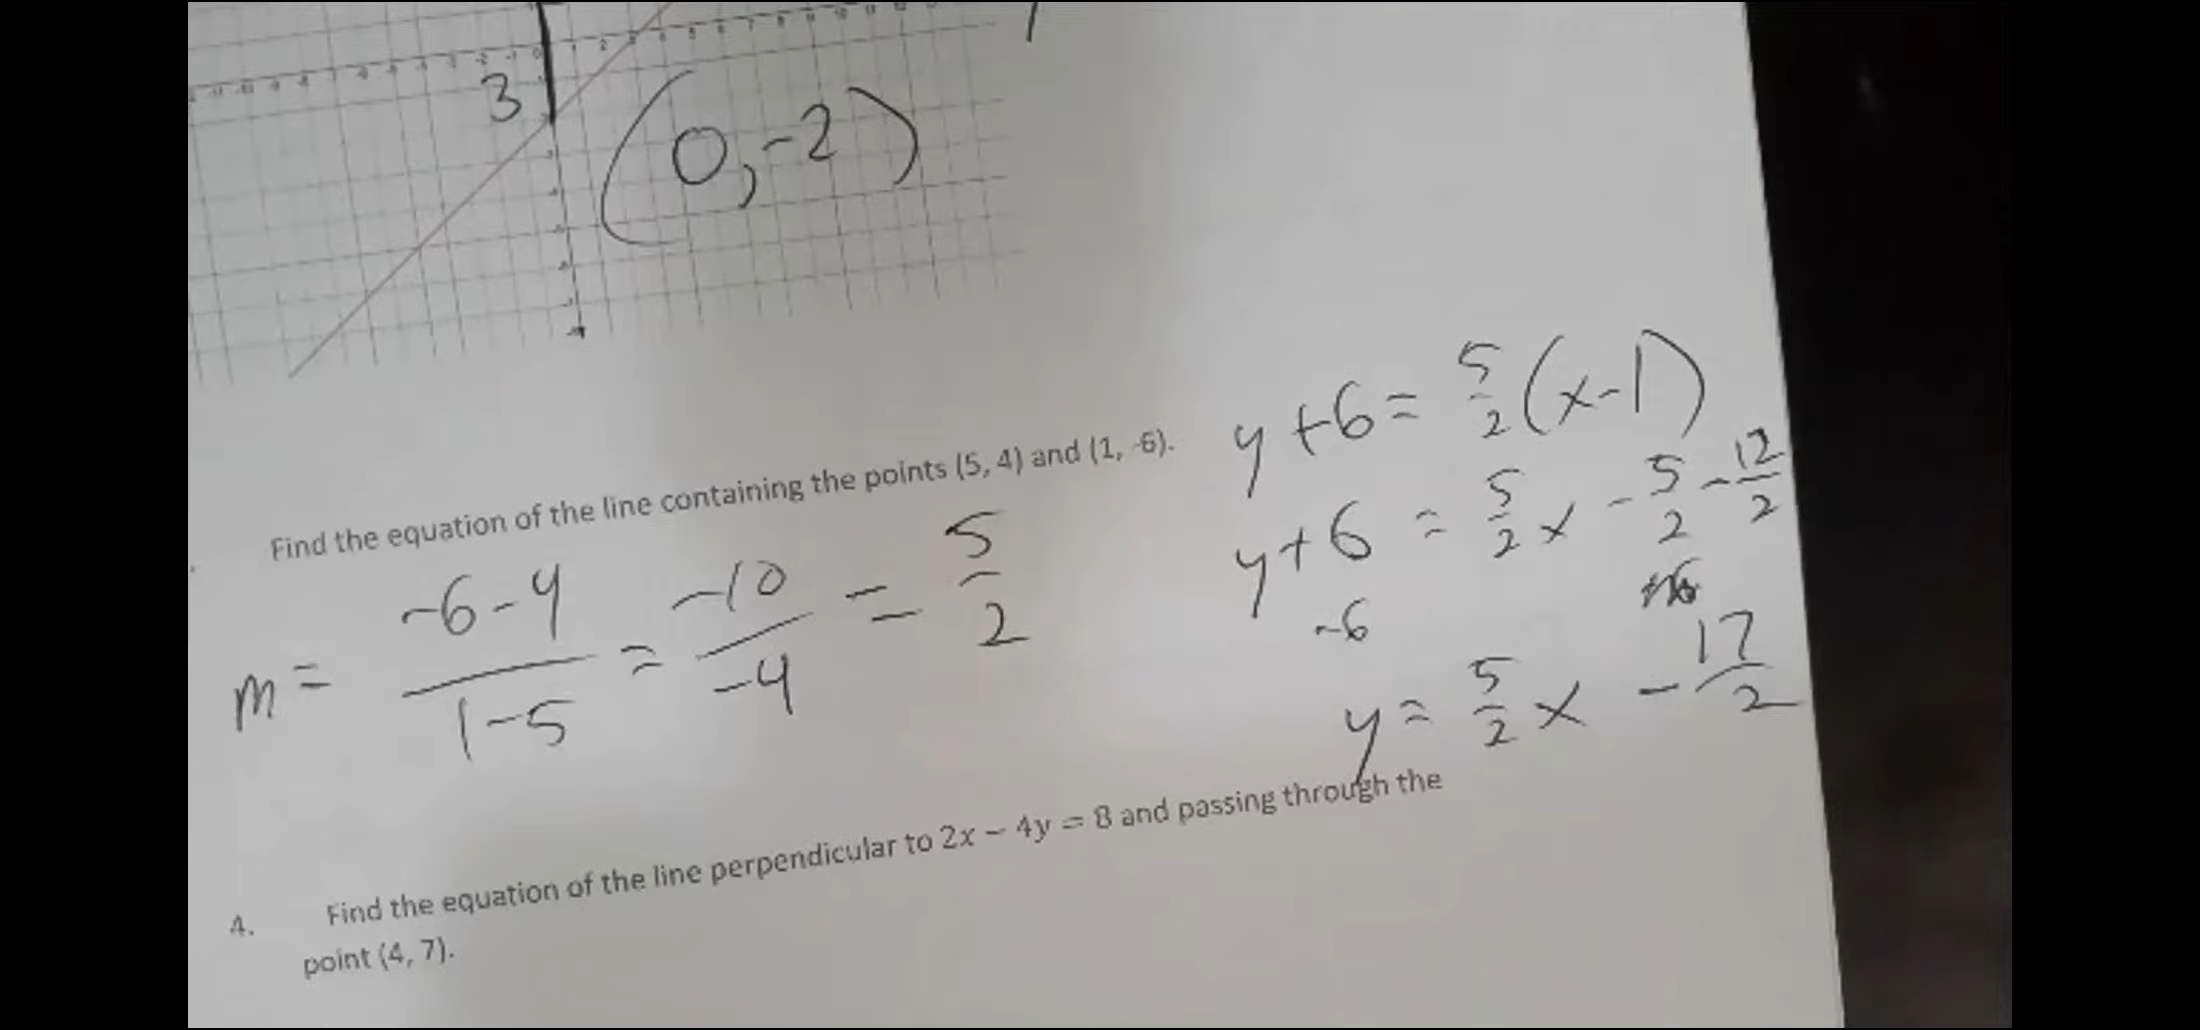 3
(0,-2)
Find the equation of the line containing the points (5, 4) and (1, -6).
m = -6-4/1-5 = -10/-4 = 5/2
y+6= 5/2(x-1)
y+6 = 5/2x - 5/2 - 12/2
-6
y = 5/2x - 17/2
4. Find the equation of the line perpendicular to 2x − 4y = 8 and passing through the
point (4, 7).